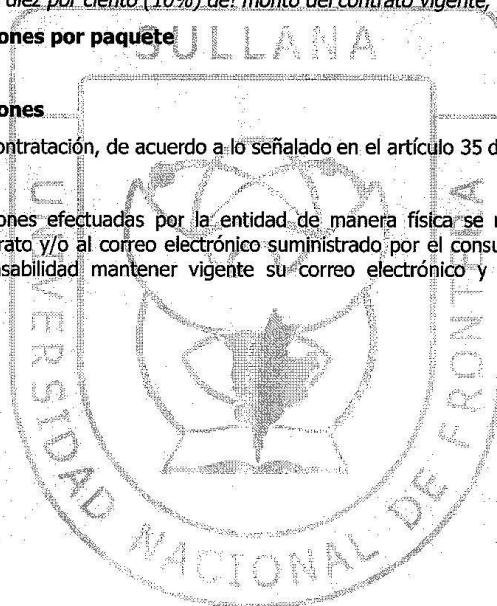 diez por ciento (10%) del monto del contrato vigente,
ones por paquete
SULLANA
ones
ontratación, de acuerdo a lo señalado en el artículo 35 d
ones efectuadas por la entidad de manera física se
rato y/o al correo electrónico suministrado por el consu
nsabilidad mantener vigente su correo electrónico y
UNIVERSIDAD NACIONAL DE FRONTERA